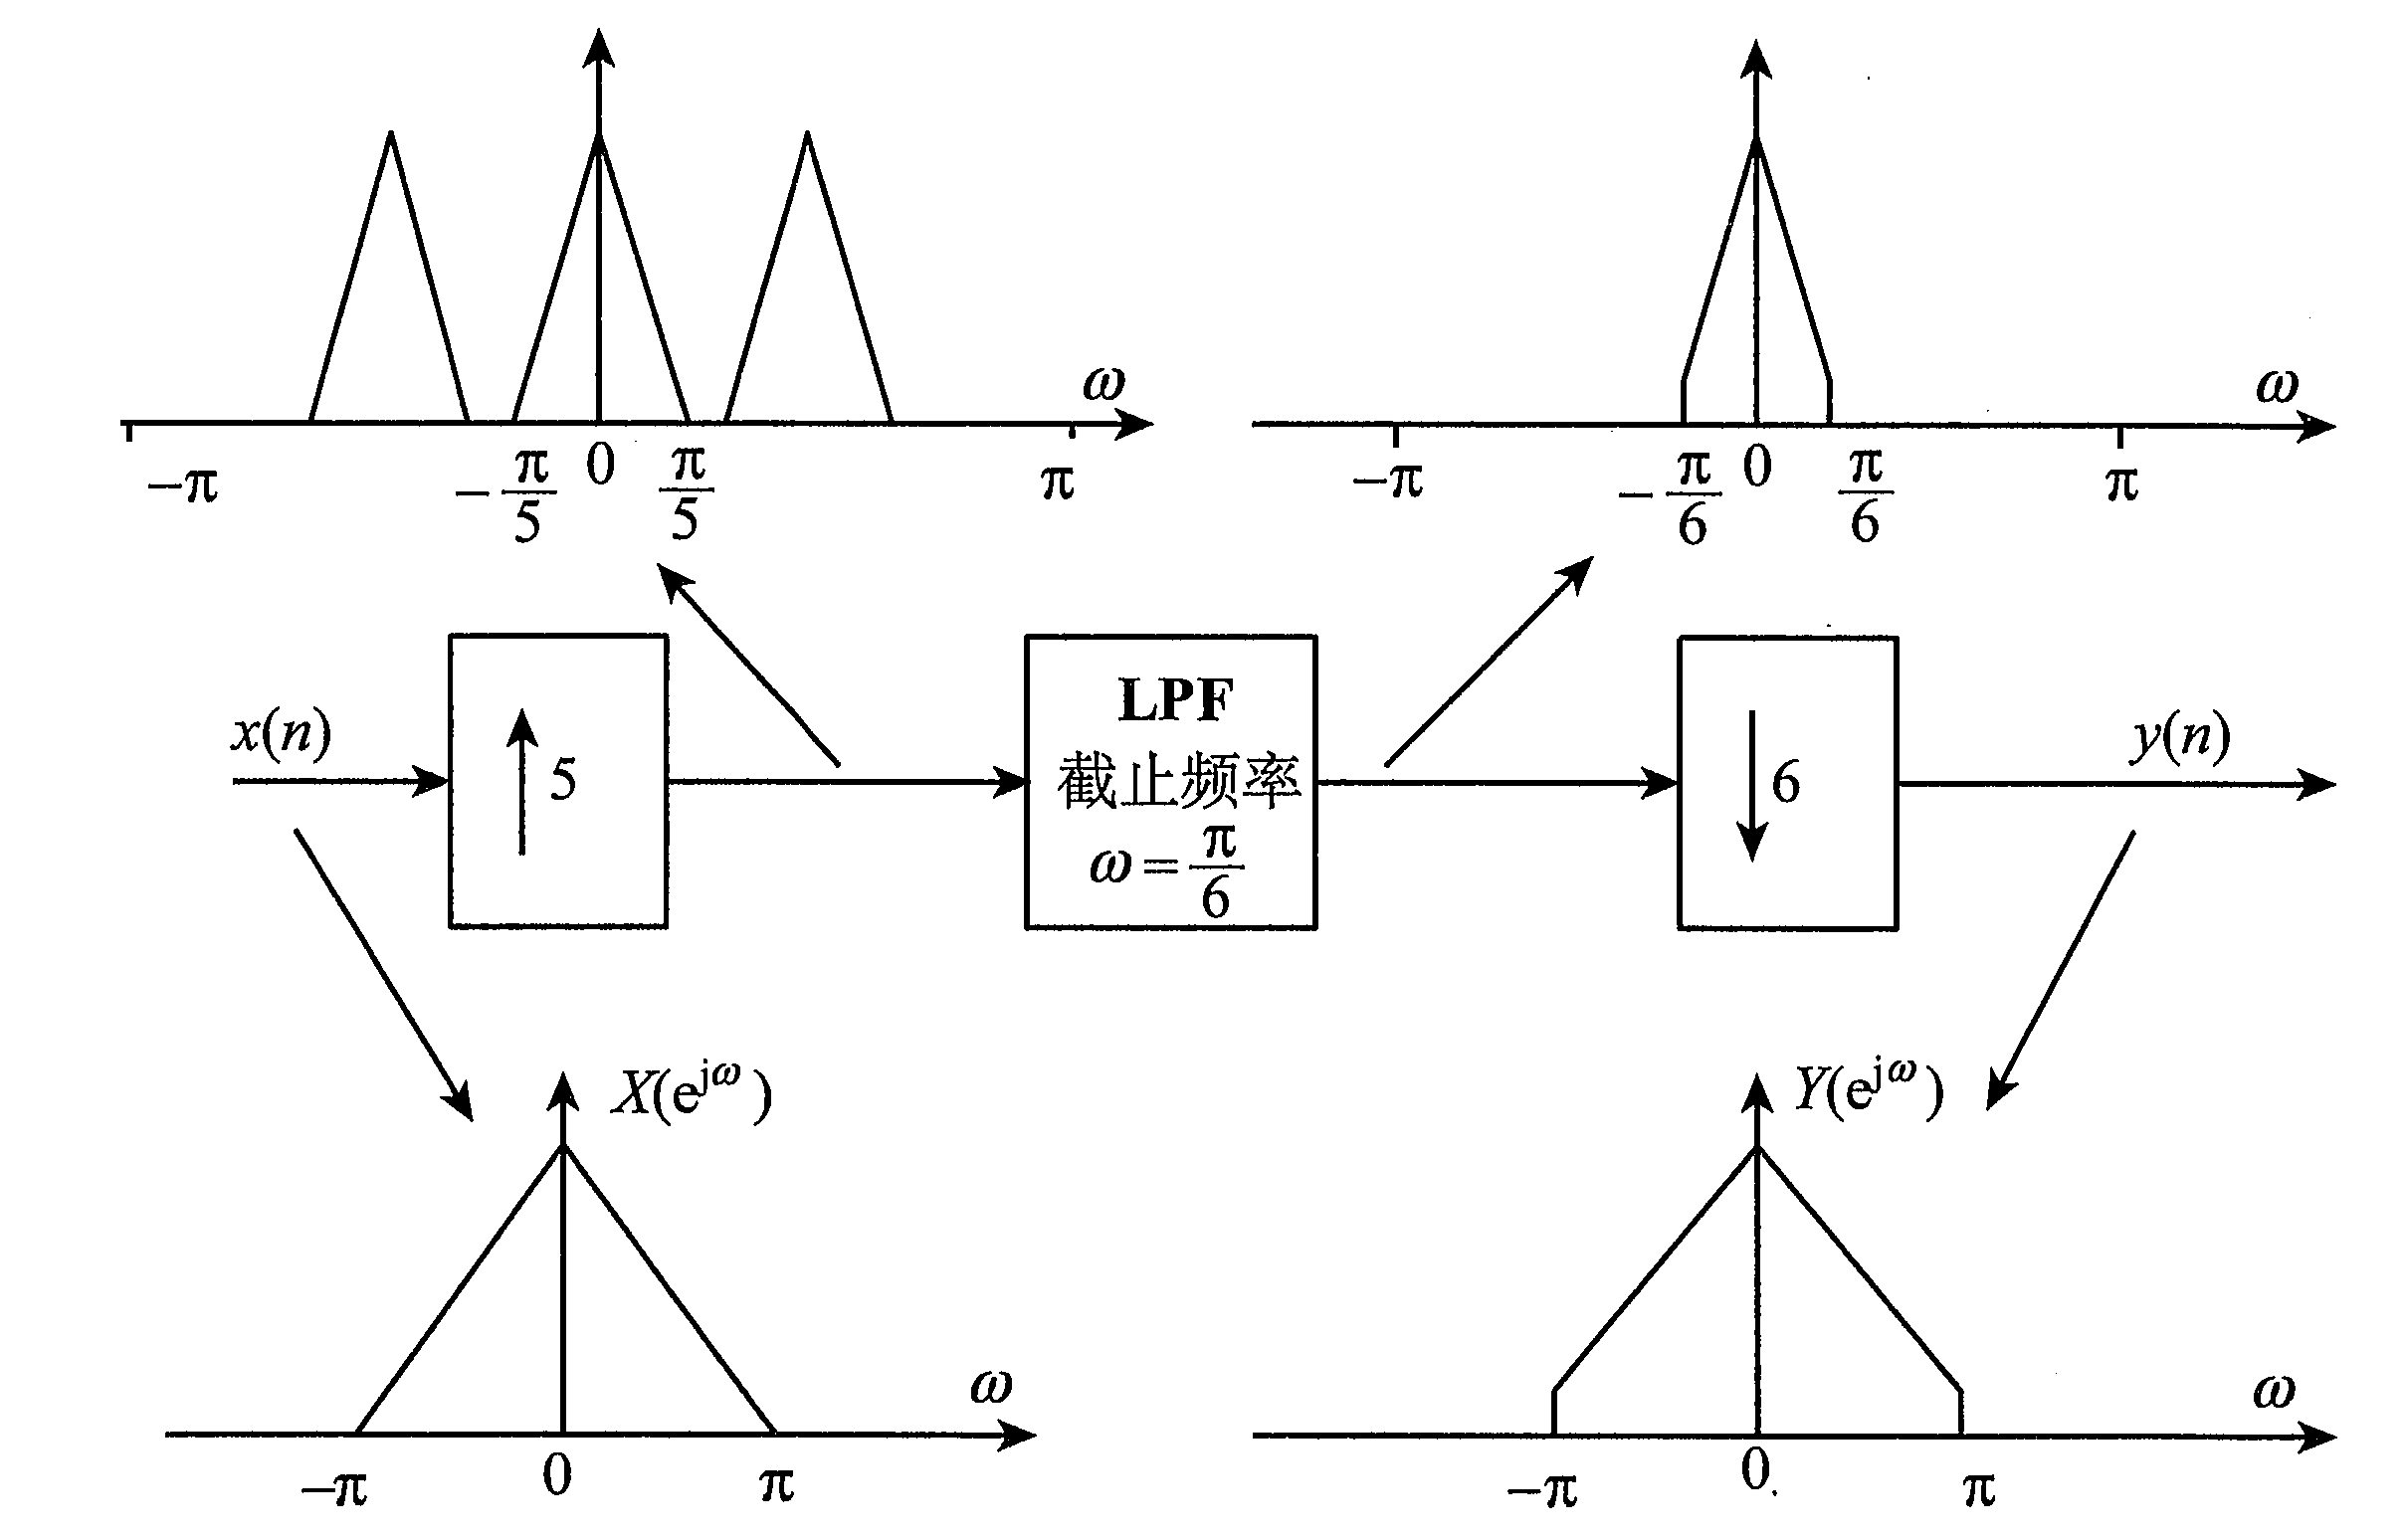 ω
ω
−π
−π/5
0
π/5
π
−π
−π/6
0
π/6
π
x(n)
5
LPF
截止频率
ω=π/6
6
y(n)
X(e^jω)
Y(e^jω)
ω
ω
−π
0
π
−π
0
π